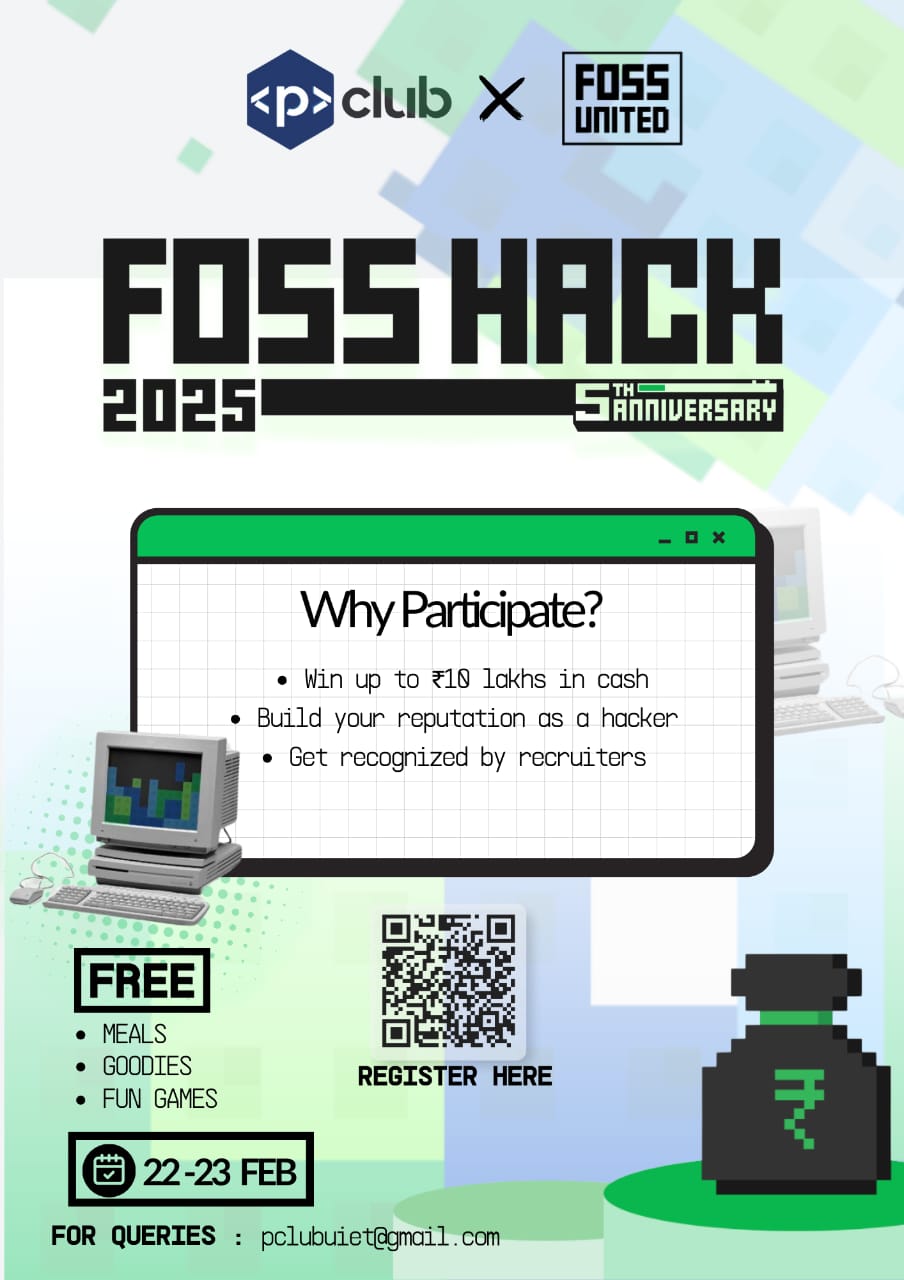 <p> club X FOSS UNITED
FOSS HACK
2025 5TH ANNIVERSARY
Why Participate?
• Win up to ₹10 lakhs in cash
• Build your reputation as a hacker
• Get recognized by recruiters
FREE
• MEALS
• GOODIES
• FUN GAMES
REGISTER HERE
₹
22-23 FEB
FOR QUERIES : pclubuiet@gmail.com